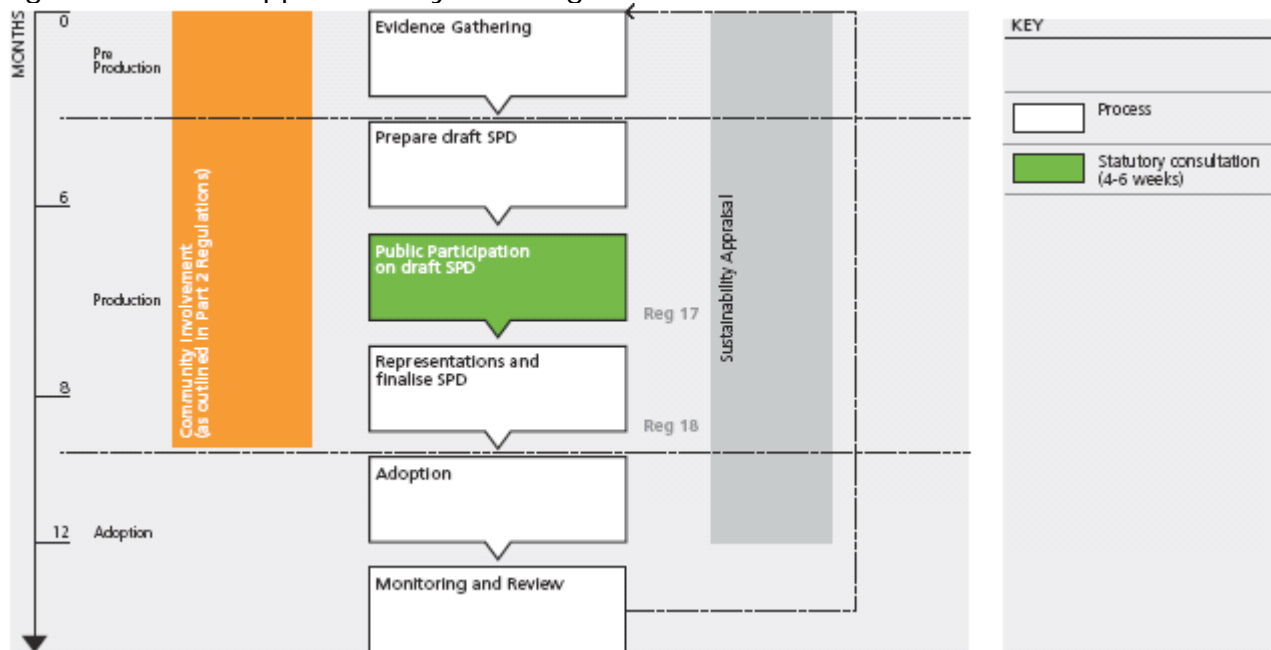 MONTHS
0
Pre
Production
6
Production
8
12
Adoption
Community Involvement
(as outlined in Part 2 Regulations)
Evidence Gathering
Prepare draft SPD
Public Participation
on draft SPD
Reg 17
Representations and
finalise SPD
Reg 18
Adoption
Monitoring and Review
Sustainability Appraisal
KEY
Process
Statutory consultation
(4-6 weeks)